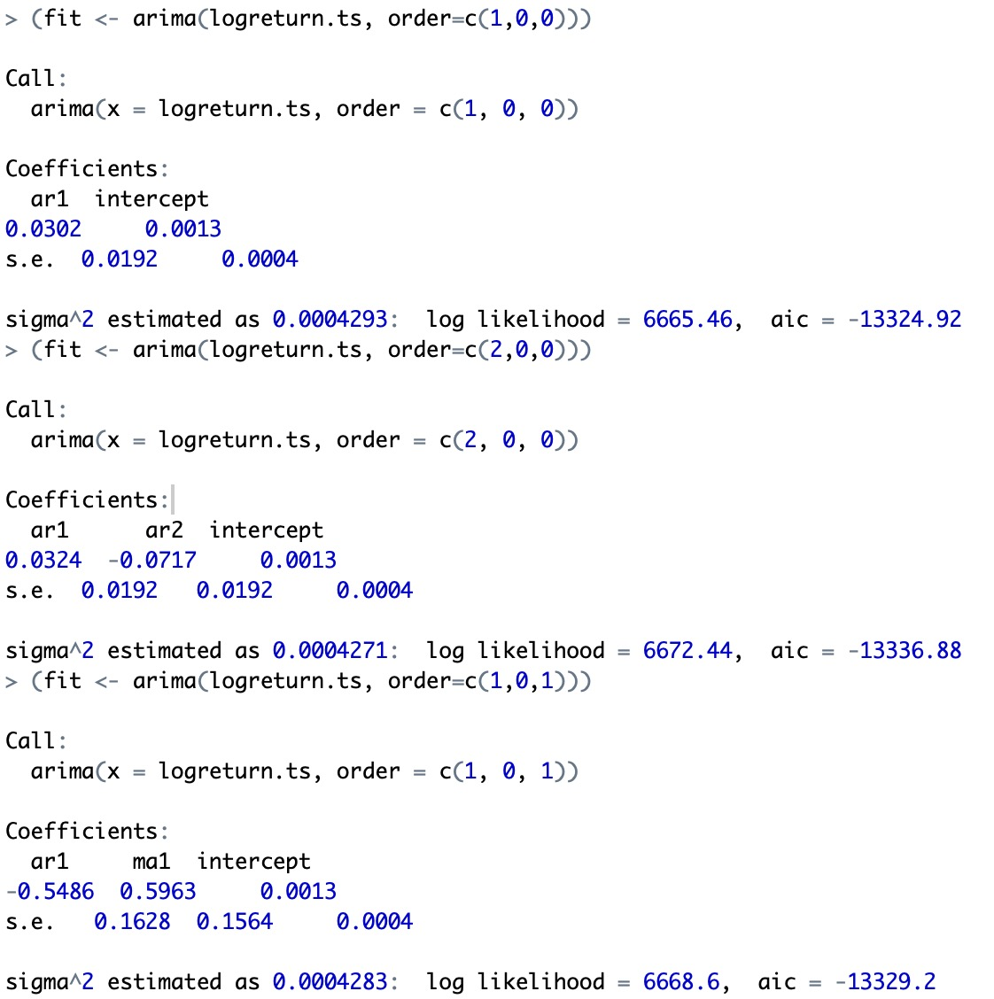 > (fit <- arima(logreturn.ts, order=c(1,0,0)))
Call:
arima(x = logreturn.ts, order = c(1, 0, 0))
Coefficients:
ar1 intercept
0.0302 0.0013
s.e. 0.0192 0.0004
sigma^2 estimated as 0.0004293: log likelihood = 6665.46, aic = -13324.92
> (fit <- arima(logreturn.ts, order=c(2,0,0)))
Call:
arima(x = logreturn.ts, order = c(2, 0, 0))
Coefficients:
ar1 ar2 intercept
0.0324 -0.0717 0.0013
s.e. 0.0192 0.0192 0.0004
sigma^2 estimated as 0.0004271: log likelihood = 6672.44, aic = -13336.88
> (fit <- arima(logreturn.ts, order=c(1,0,1)))
Call:
arima(x = logreturn.ts, order = c(1, 0, 1))
Coefficients:
ar1 ma1 intercept
-0.5486 0.5963 0.0013
s.e. 0.1628 0.1564 0.0004
sigma^2 estimated as 0.0004283: log likelihood = 6668.6, aic = -13329.2